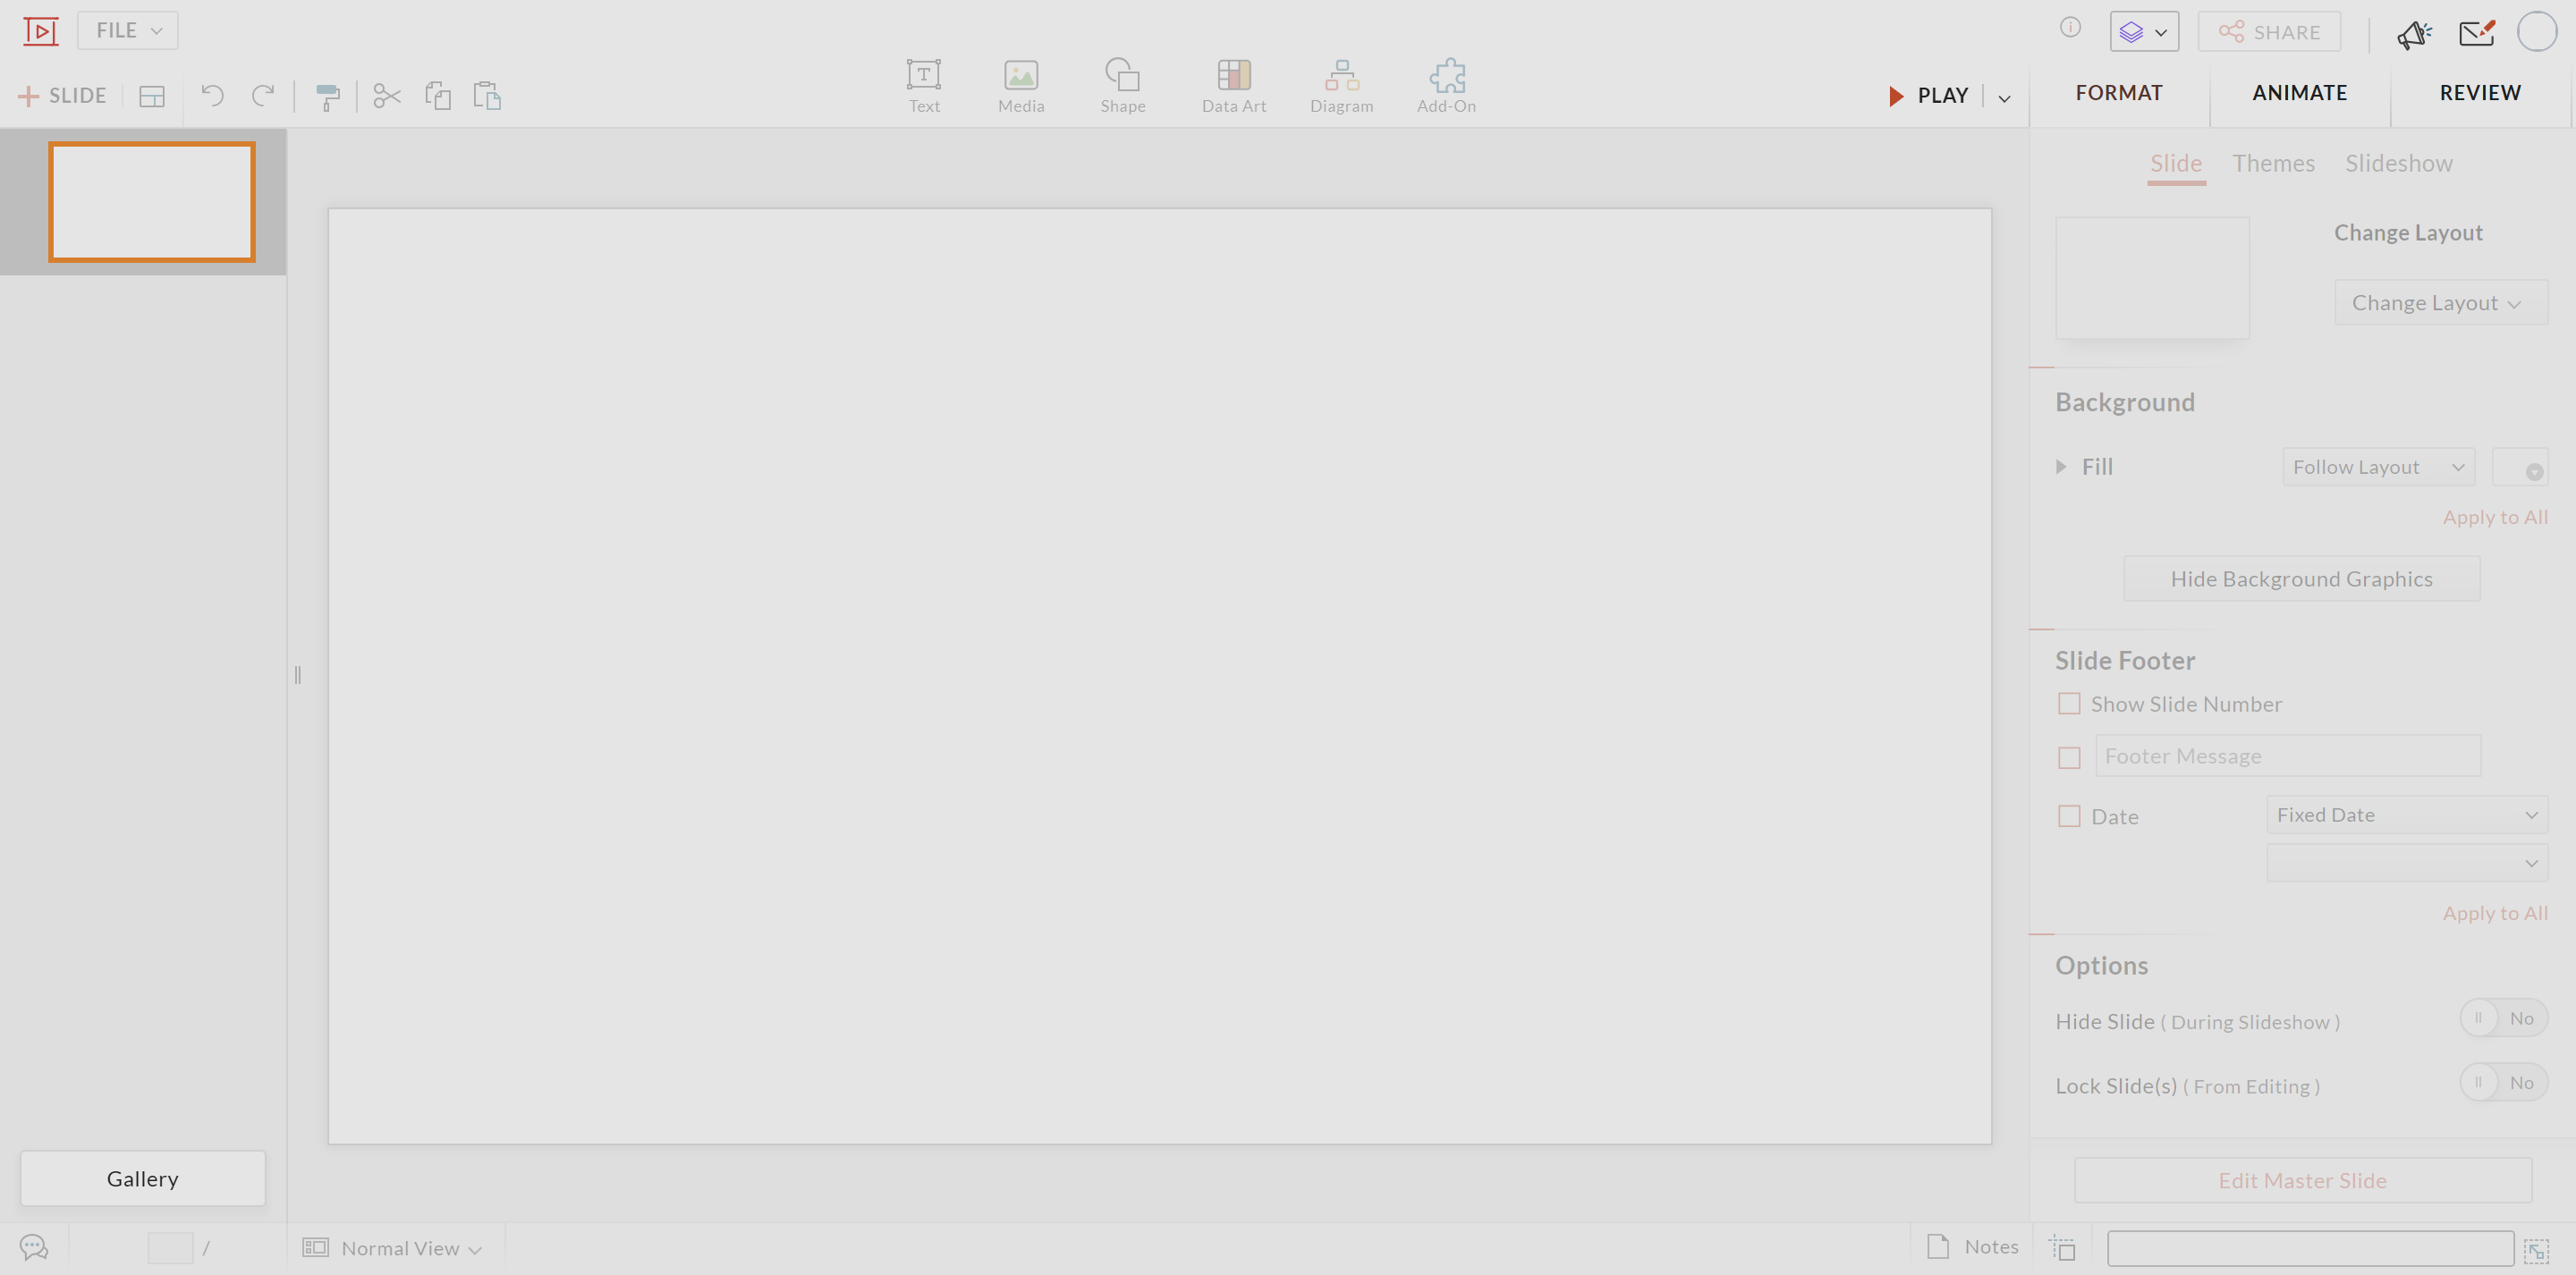 FILE
SHARE
SLIDE
Text
Media
Shape
Data Art
Diagram
Add-On
PLAY
FORMAT
ANIMATE
REVIEW
Slide
Themes
Slideshow
Change Layout
Change Layout
Background
Fill
Follow Layout
Apply to All
Hide Background Graphics
Slide Footer
Show Slide Number
Footer Message
Date
Fixed Date
Apply to All
Options
Hide Slide ( During Slideshow )
No
Lock Slide(s) ( From Editing )
No
Edit Master Slide
Gallery
/
Normal View
Notes